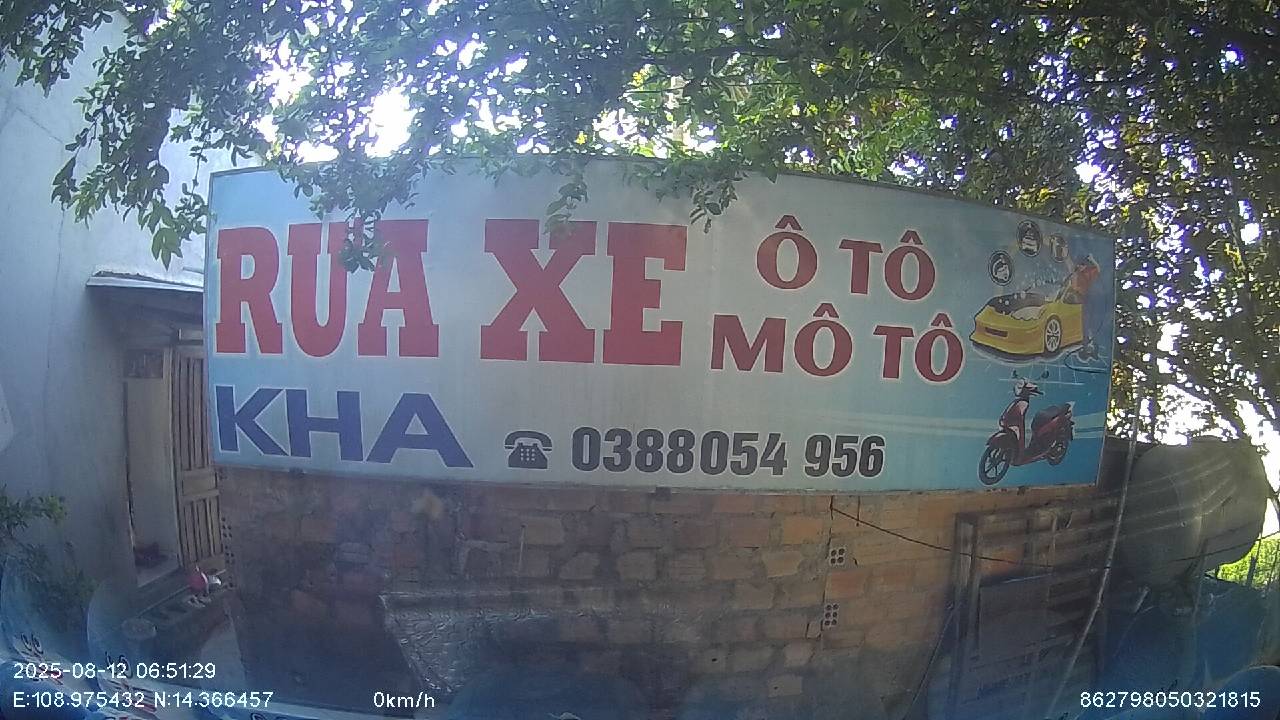 RỬA XE Ô TÔ
MÔ TÔ
KHA ☎ 0388054 956
2025-08-12 06:51:29
E:108.975432 N:14.366457 0km/h 862798050321815